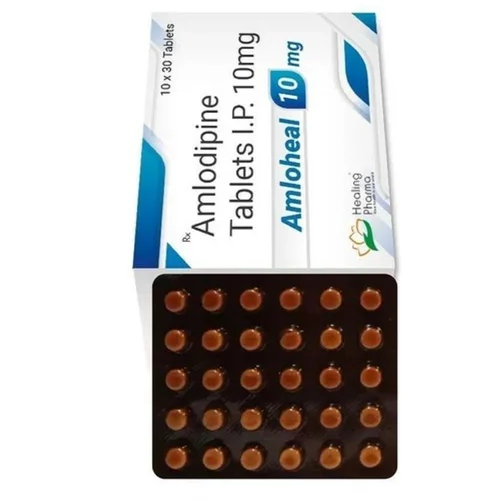 10 x 30 Tablets
Rx
Amlodipine
Tablets I.P. 10mg
Amloheal 10 mg
Healing
Pharma